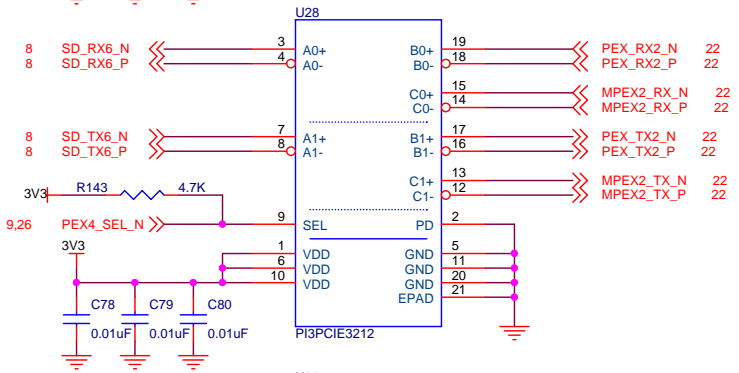 U28
8 SD_RX6_N 3 A0+ B0+ 19 PEX_RX2_N 22
8 SD_RX6_P 4 A0- B0- 18 PEX_RX2_P 22
C0+ 15 MPEX2_RX_N 22
C0- 14 MPEX2_RX_P 22
8 SD_TX6_N 7 A1+ B1+ 17 PEX_TX2_N 22
8 SD_TX6_P 8 A1- B1- 16 PEX_TX2_P 22
C1+ 13 MPEX2_TX_N 22
C1- 12 MPEX2_TX_P 22
3V3 R143 4.7K
9,26 PEX4_SEL_N 9 SEL PD 2
3V3
1 VDD GND 5
6 VDD GND 11
10 VDD GND 20
EPAD 21
C78 C79 C80
0.01uF 0.01uF 0.01uF
PI3PCIE3212